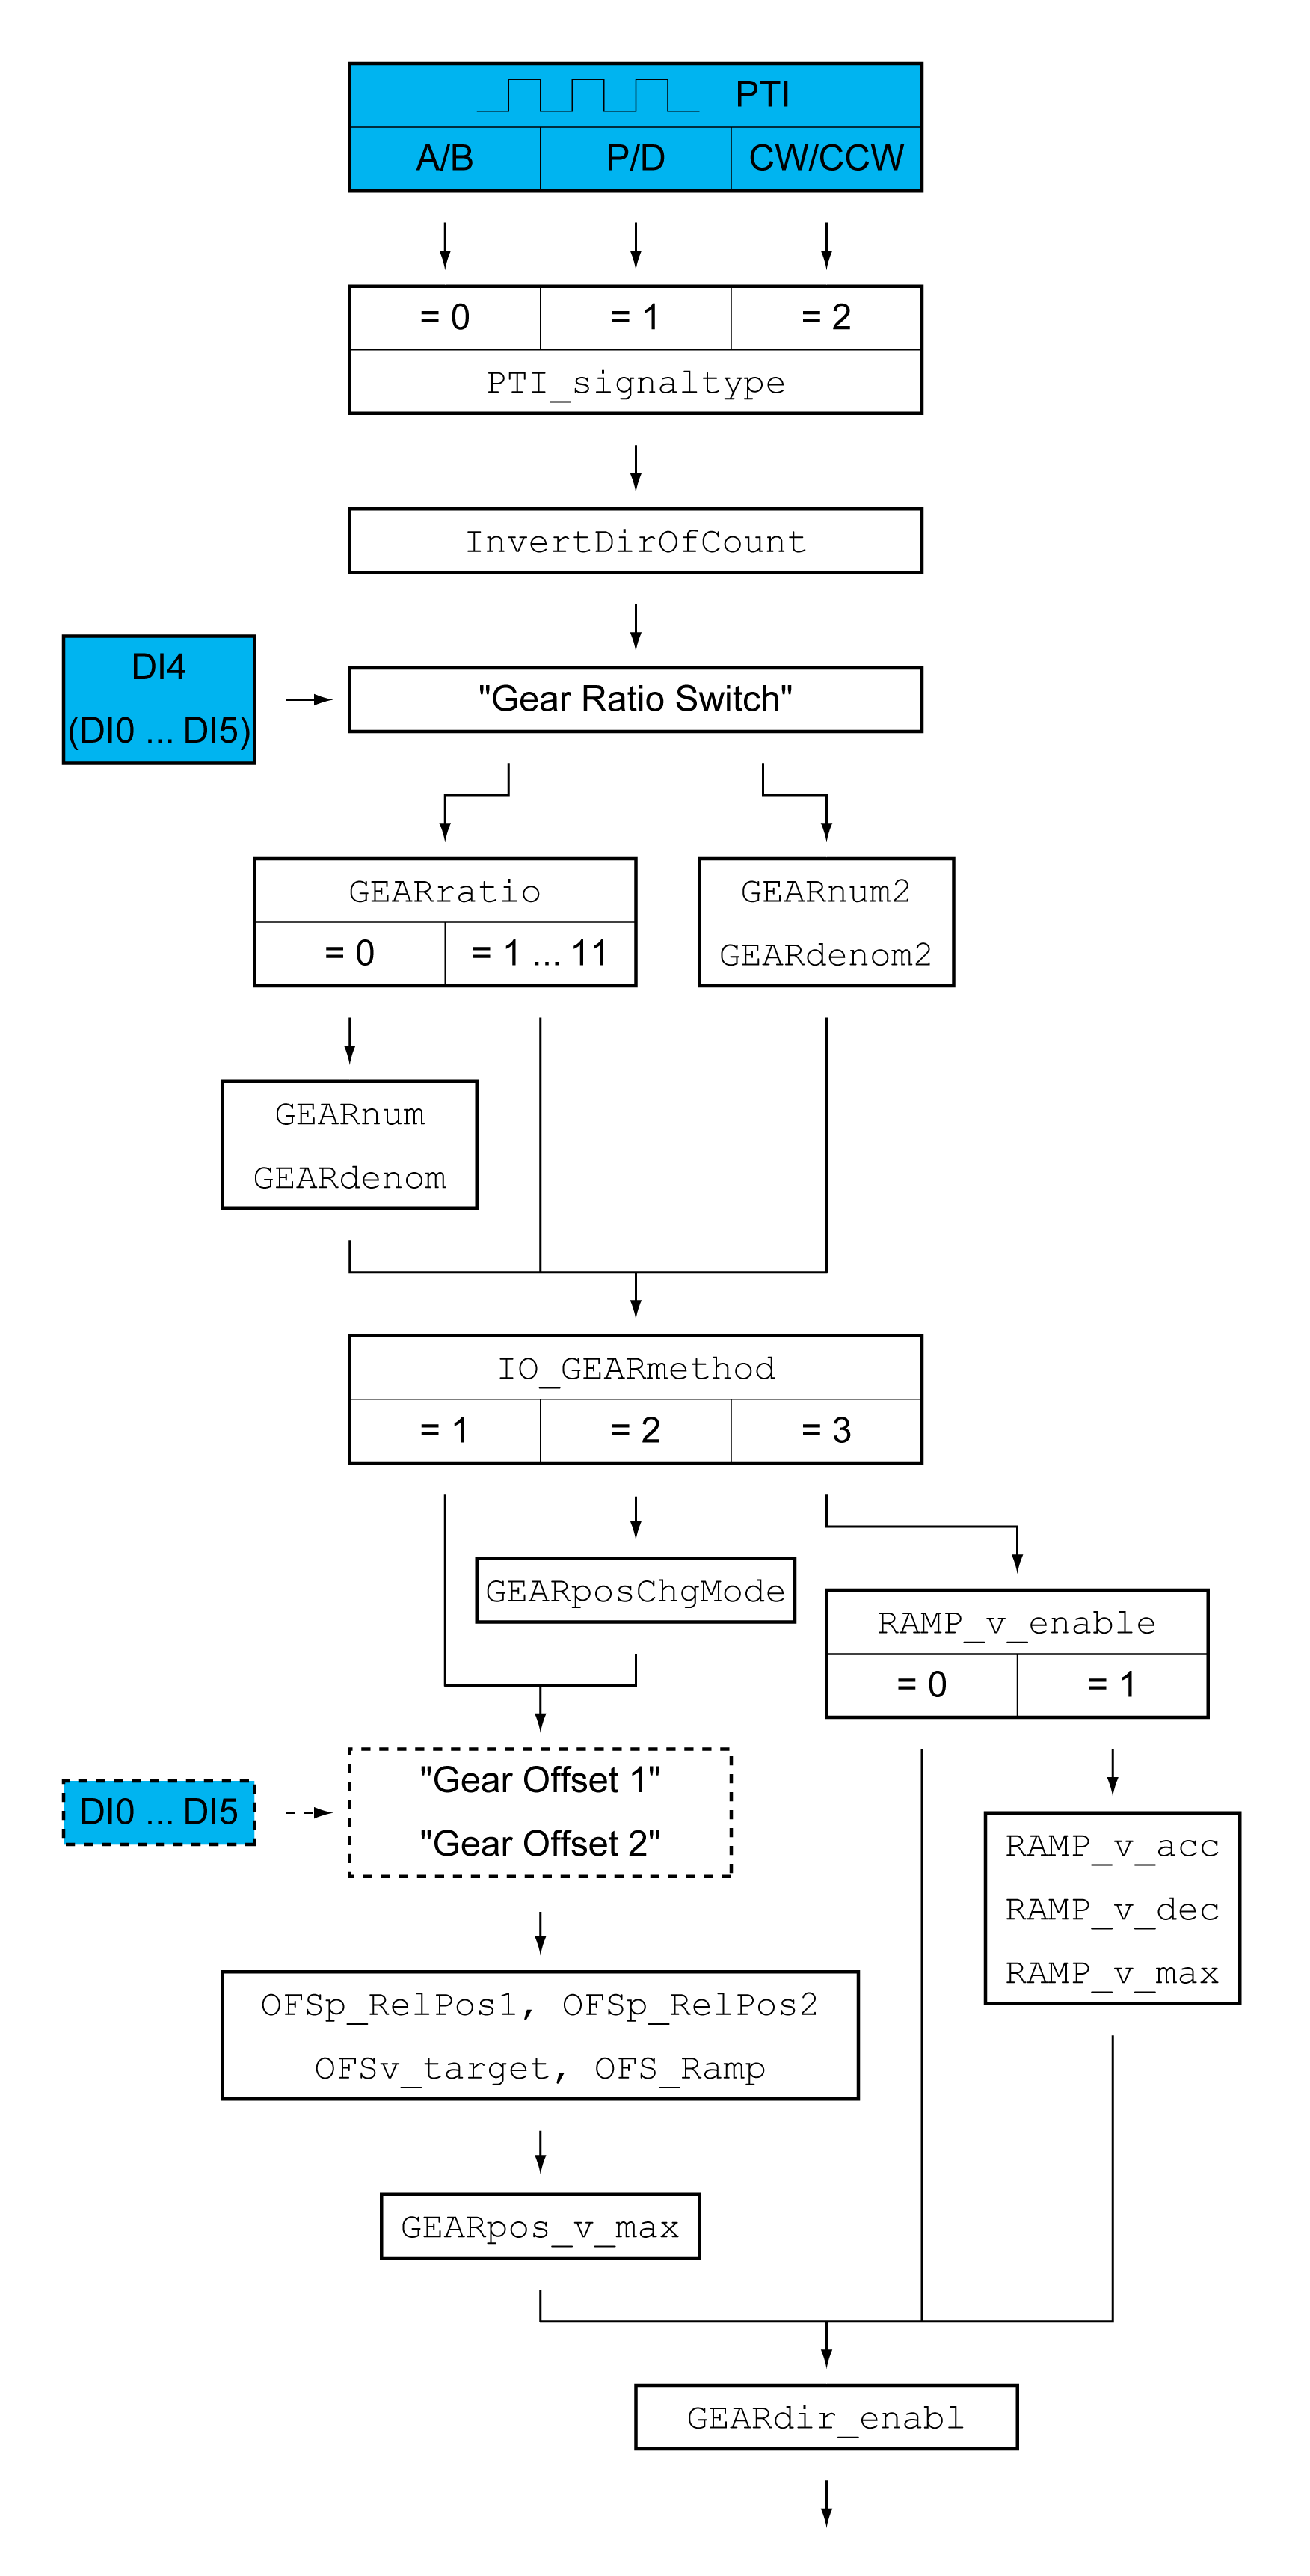 PTI
A/B P/D CW/CCW
= 0 = 1 = 2
PTI_signaltype
InvertDirOfCount
DI4
(DI0 ... DI5)
"Gear Ratio Switch"
GEARratio
= 0 = 1 ... 11
GEARnum2
GEARdenom2
GEARnum
GEARdenom
IO_GEARmethod
= 1 = 2 = 3
GEARposChgMode
RAMP_v_enable
= 0 = 1
DI0 ... DI5
"Gear Offset 1"
"Gear Offset 2"
RAMP_v_acc
RAMP_v_dec
RAMP_v_max
OFSp_RelPos1, OFSp_RelPos2
OFSv_target, OFS_Ramp
GEARpos_v_max
GEARdir_enabl